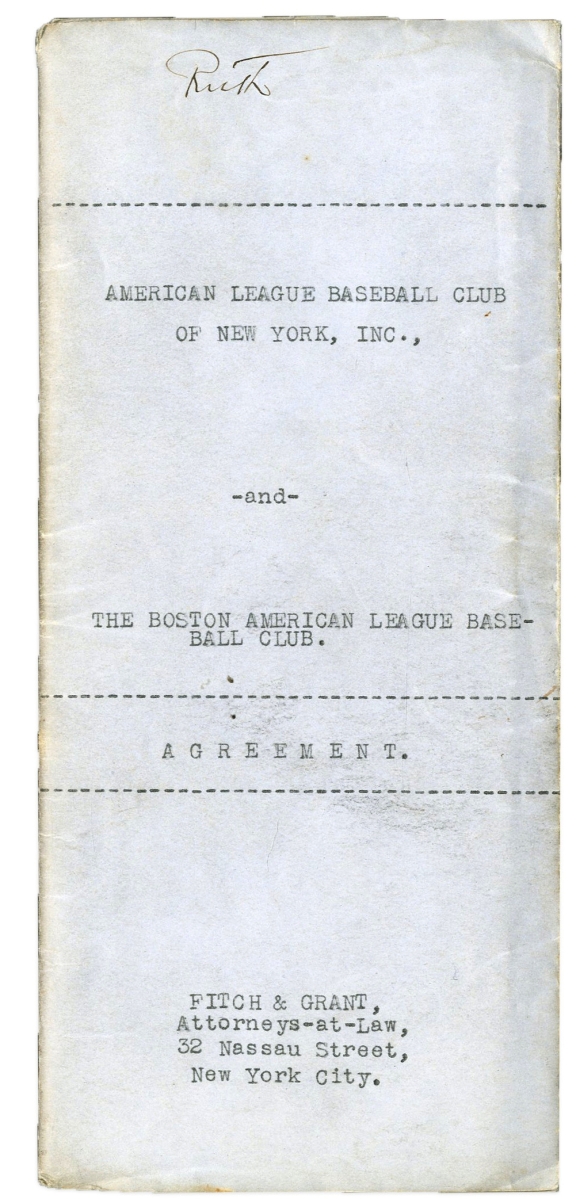 Ruth
AMERICAN LEAGUE BASEBALL CLUB
OF NEW YORK, INC.,
-and-
THE BOSTON AMERICAN LEAGUE BASE-
BALL CLUB.
A G R E E M E N T.
FITCH & GRANT,
Attorneys-at-Law,
32 Nassau Street,
New York City.